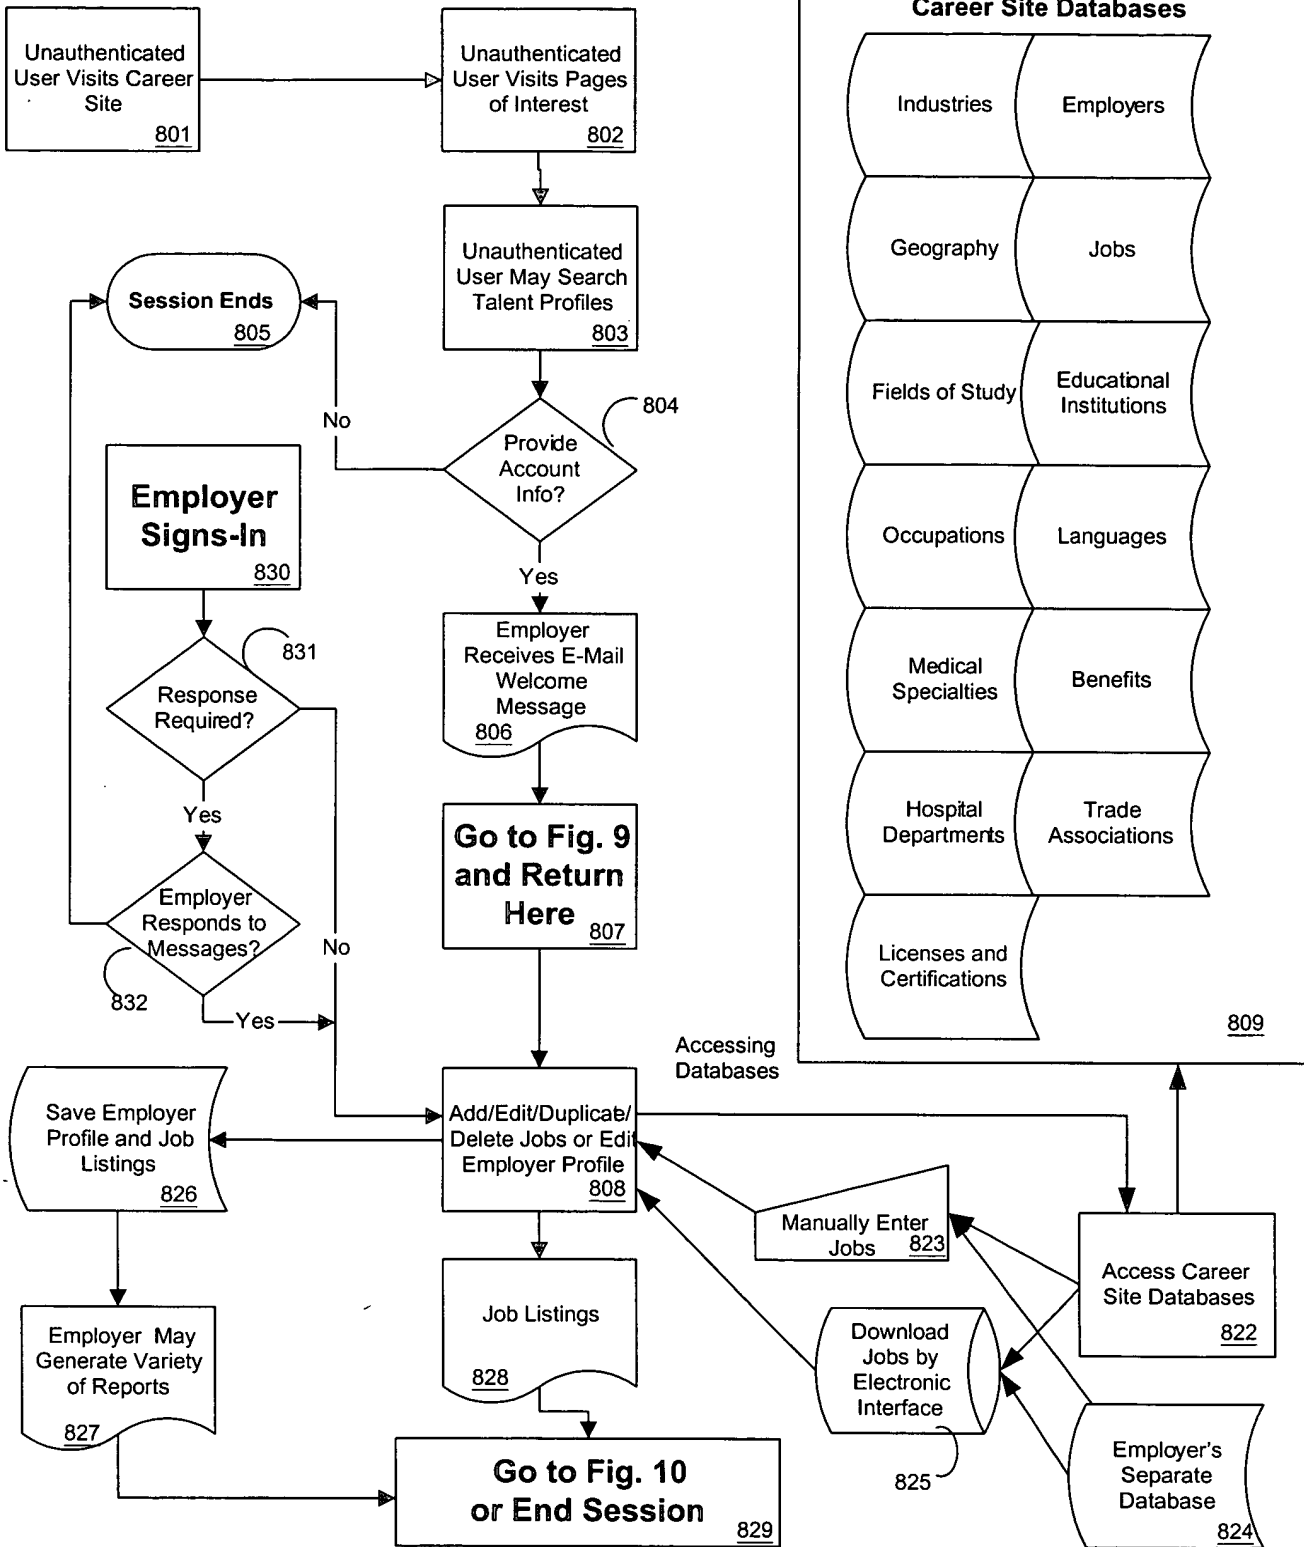 Career Site Databases
Unauthenticated
User Visits Career
Site
801
Unauthenticated
User Visits Pages
of Interest
802
Unauthenticated
User May Search
Talent Profiles
803
Session Ends
805
No
804
Provide
Account
Info?
Yes
Employer
Signs-In
830
831
Response
Required?
Yes
No
Employer
Responds to
Messages?
832
Yes
Employer
Receives E-Mail
Welcome
Message
806
Go to Fig. 9
and Return
Here
807
Industries
Employers
Geography
Jobs
Fields of Study
Educational
Institutions
Occupations
Languages
Medical
Specialties
Benefits
Hospital
Departments
Trade
Associations
Licenses and
Certifications
809
Accessing
Databases
Save Employer
Profile and Job
Listings
826
Add/Edit/Duplicate/
Delete Jobs or Edit
Employer Profile
808
Manually Enter
Jobs
823
Access Career
Site Databases
822
Employer May
Generate Variety
of Reports
827
Job Listings
828
Download
Jobs by
Electronic
Interface
825
Employer's
Separate
Database
824
Go to Fig. 10
or End Session
829